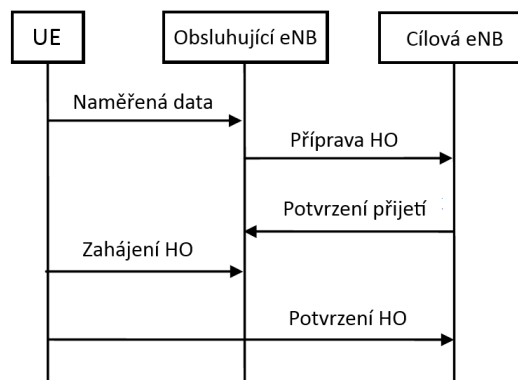 UE
Obsluhující eNB
Cílová eNB
Naměřená data
Příprava HO
Potvrzení přijetí
Zahájení HO
Potvrzení HO